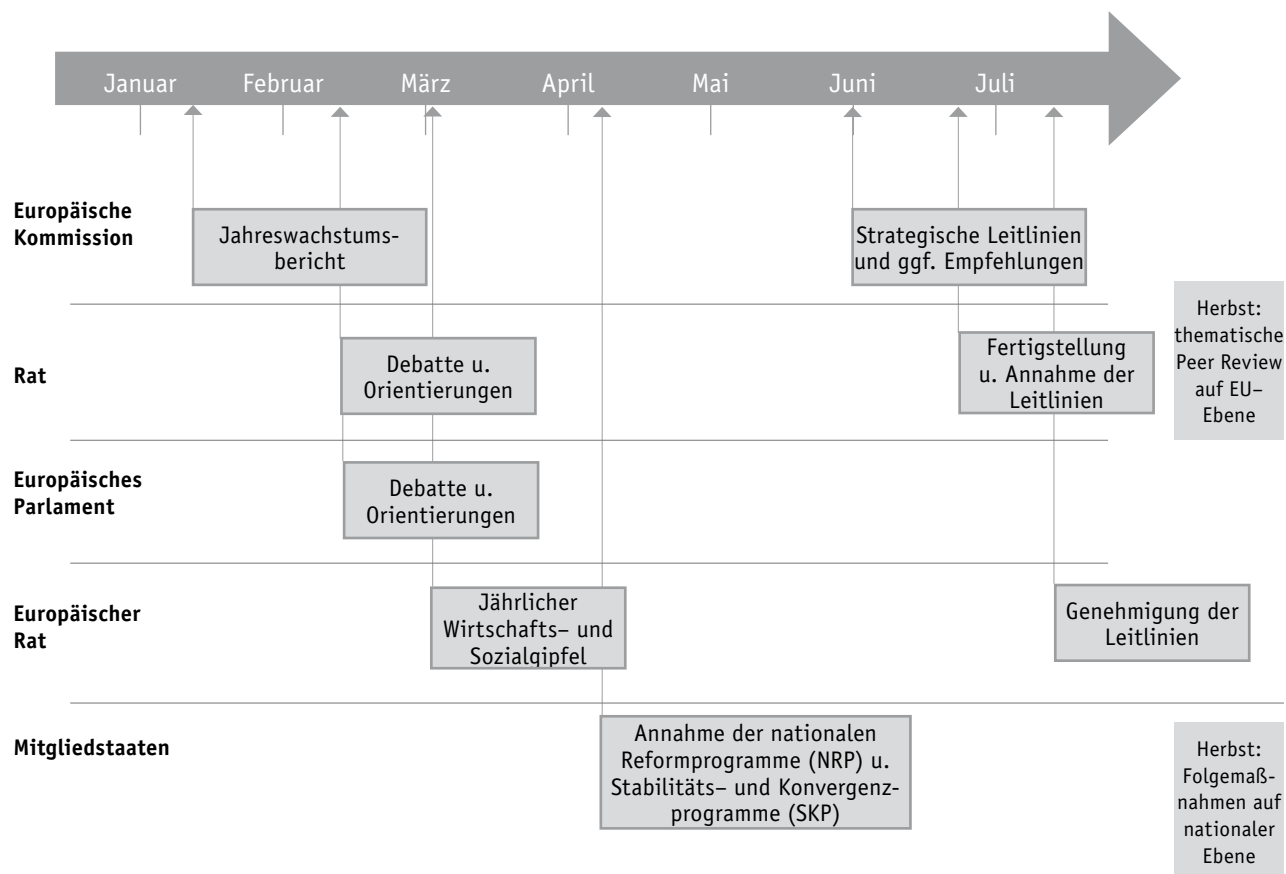 Januar
Februar
März
April
Mai
Juni
Juli
Europäische
Kommission
Jahreswachstums-
bericht
Strategische Leitlinien
und ggf. Empfehlungen
Herbst:
thematische
Peer Review
auf EU–
Ebene
Rat
Debatte u.
Orientierungen
Fertigstellung
u. Annahme der
Leitlinien
Europäisches
Parlament
Debatte u.
Orientierungen
Europäischer
Rat
Jährlicher
Wirtschafts– und
Sozialgipfel
Genehmigung der
Leitlinien
Mitgliedstaaten
Annahme der nationalen
Reformprogramme (NRP) u.
Stabilitäts– und Konvergenz-
programme (SKP)
Herbst:
Folgemaß-
nahmen auf
nationaler
Ebene